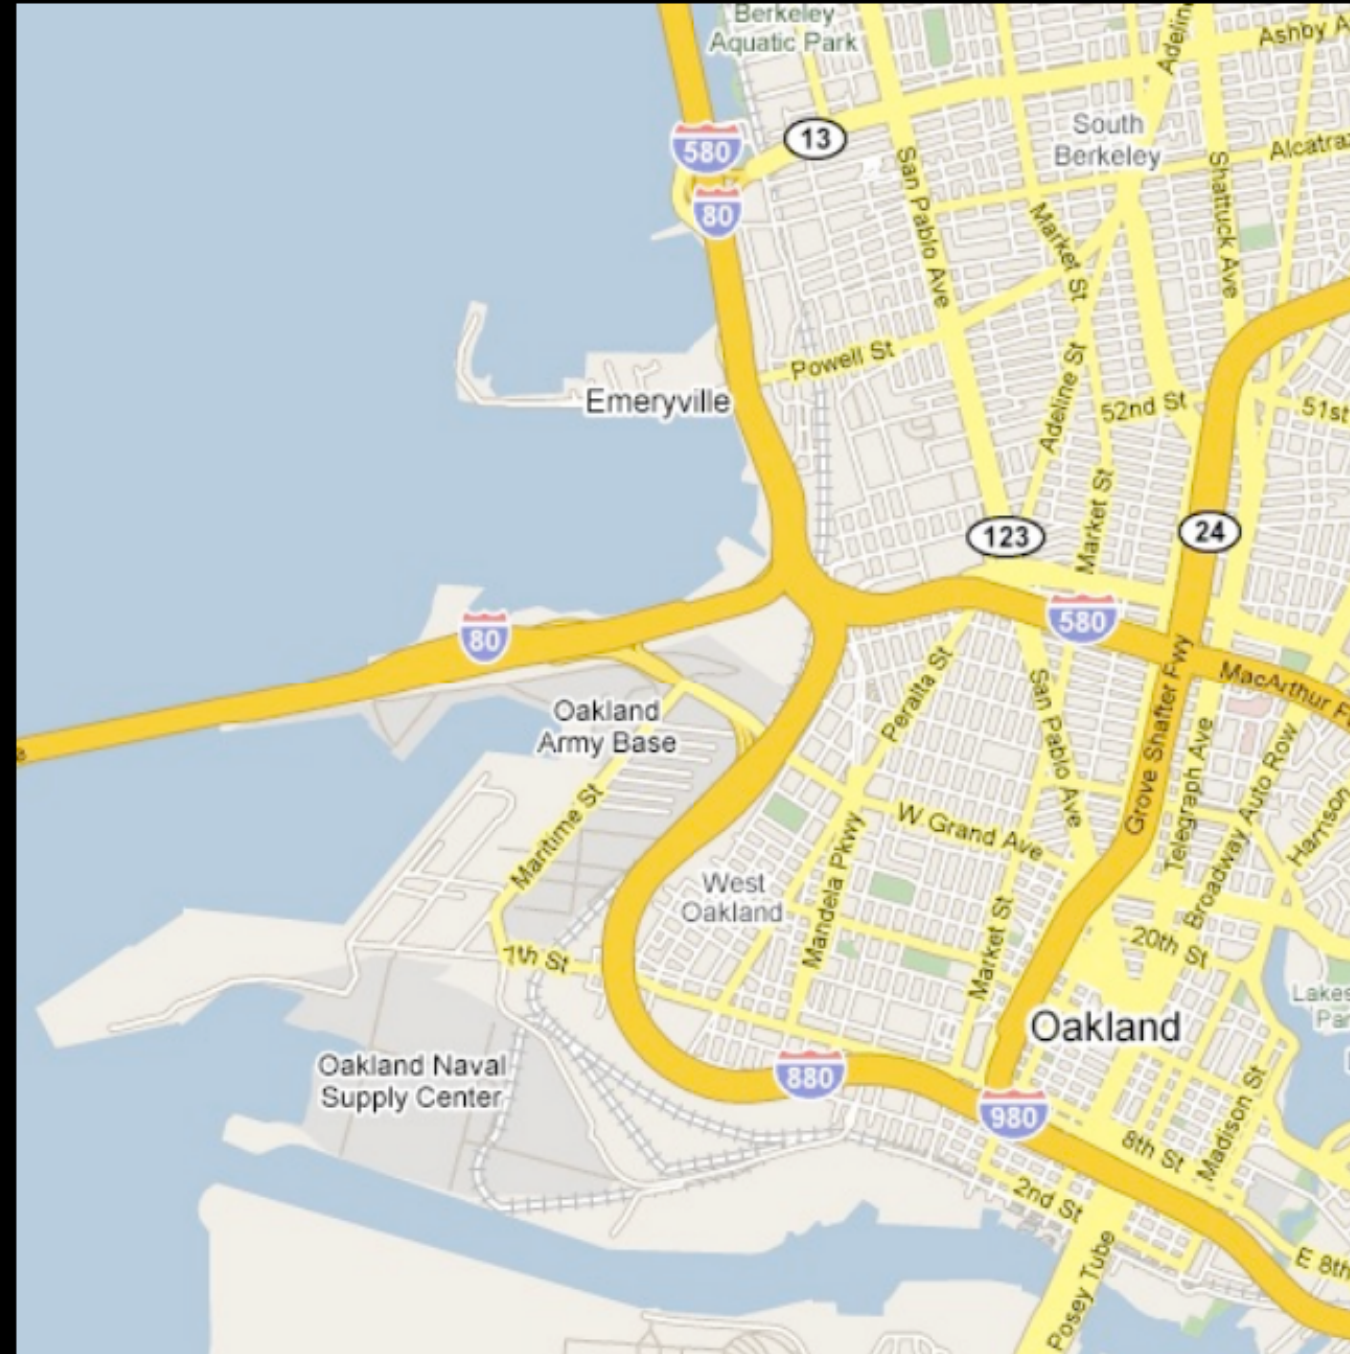 Berkeley
Aquatic Park
Adelin
Ashby A
580
13
South
Berkeley
Alcatraz
80
San Pablo Ave
Market St
Shattuck Ave
Powell St
Emeryville
Adeline St
52nd St
51st
Market St
123
24
80
580
Peralta St
San Pablo Ave
Grove Shafter Fwy
MacArthur F
Oakland
Army Base
Maritime St
Telegraph Ave
Broadway Auto Row
Harrison
W Grand Ave
West
Oakland
Mandela Pkwy
Market St
20th St
7th St
Lakes
Par
Oakland
Oakland Naval
Supply Center
880
980
8th St
Madison St
2nd St
Posey Tube
E 8th
e